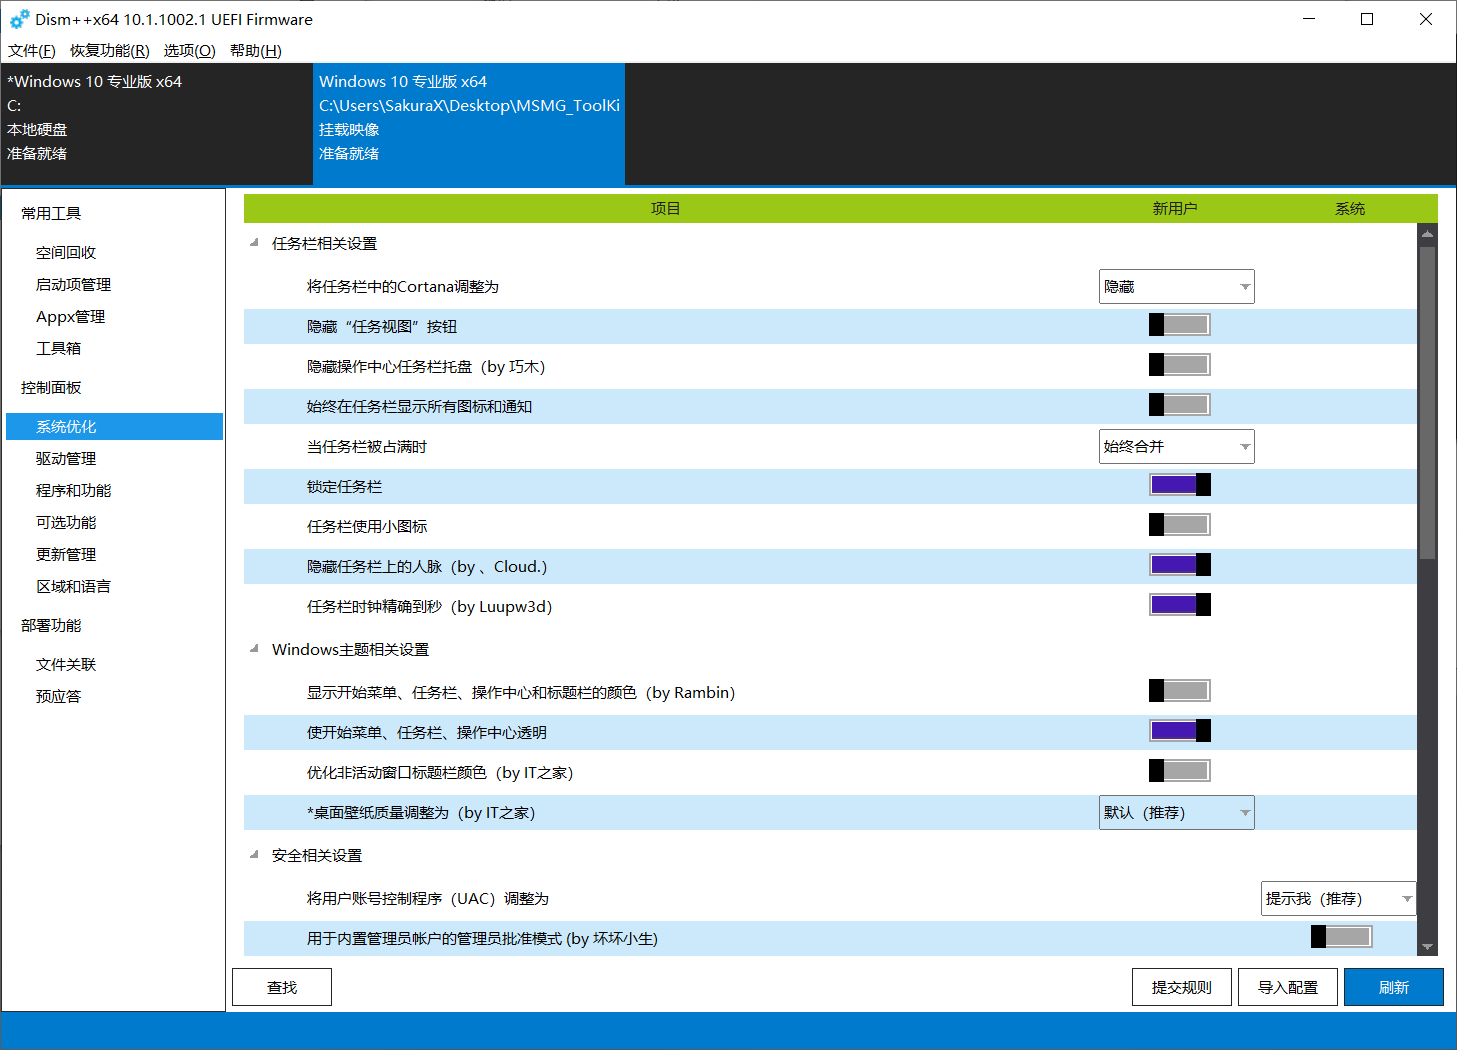 Dism++x64 10.1.1002.1 UEFI Firmware
文件(F) 恢复功能(R) 选项(O) 帮助(H)
*Windows 10 专业版 x64
C:
本地硬盘
准备就绪
Windows 10 专业版 x64
C:\Users\SakuraX\Desktop\MSMG_ToolKi
挂载映像
准备就绪
常用工具
空间回收
启动项管理
Appx管理
工具箱
控制面板
系统优化
驱动管理
程序和功能
可选功能
更新管理
区域和语言
部署功能
文件关联
预应答
项目 新用户 系统
任务栏相关设置
将任务栏中的Cortana调整为 隐藏
隐藏“任务视图”按钮
隐藏操作中心任务栏托盘（by 巧木）
始终在任务栏显示所有图标和通知
当任务栏被占满时 始终合并
锁定任务栏
任务栏使用小图标
隐藏任务栏上的人脉（by 、Cloud.）
任务栏时钟精确到秒（by Luupw3d）
Windows主题相关设置
显示开始菜单、任务栏、操作中心和标题栏的颜色（by Rambin）
使开始菜单、任务栏、操作中心透明
优化非活动窗口标题栏颜色（by IT之家）
*桌面壁纸质量调整为（by IT之家） 默认（推荐）
安全相关设置
将用户账号控制程序（UAC）调整为 提示我（推荐）
用于内置管理员帐户的管理员批准模式 (by 坏坏小生)
查找 提交规则 导入配置 刷新